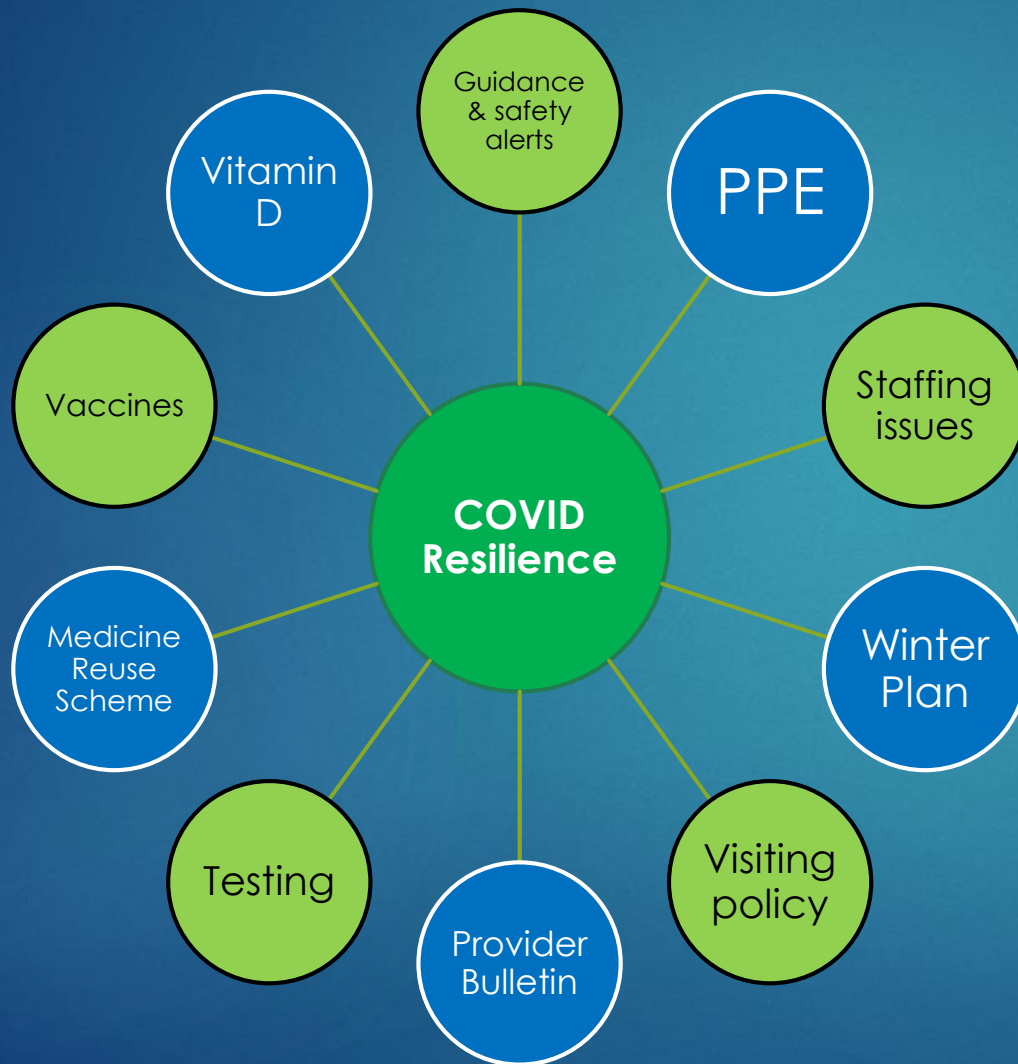 Guidance
& safety
alerts
PPE
Staffing
issues
Winter
Plan
Visiting
policy
Provider
Bulletin
Testing
Medicine
Reuse
Scheme
Vaccines
Vitamin
D
COVID
Resilience